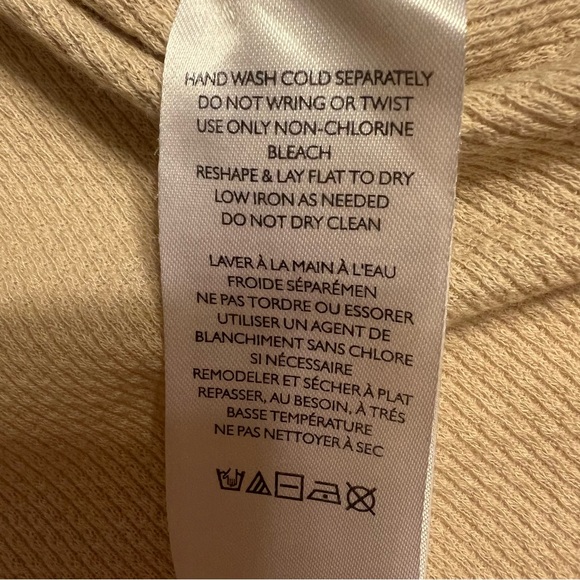 HAND WASH COLD SEPARATELY
DO NOT WRING OR TWIST
USE ONLY NON-CHLORINE
BLEACH
RESHAPE & LAY FLAT TO DRY
LOW IRON AS NEEDED
DO NOT DRY CLEAN
LAVER À LA MAIN À L'EAU
FROIDE SÉPARÉMEN
NE PAS TORDRE OU ESSORER
UTILISER UN AGENT DE
BLANCHIMENT SANS CHLORE
SI NÉCESSAIRE
REMODELER ET SÉCHER À PLAT
REPASSER, AU BESOIN, À TRÉS
BASSE TEMPÉRATURE
NE PAS NETTOYER À SEC